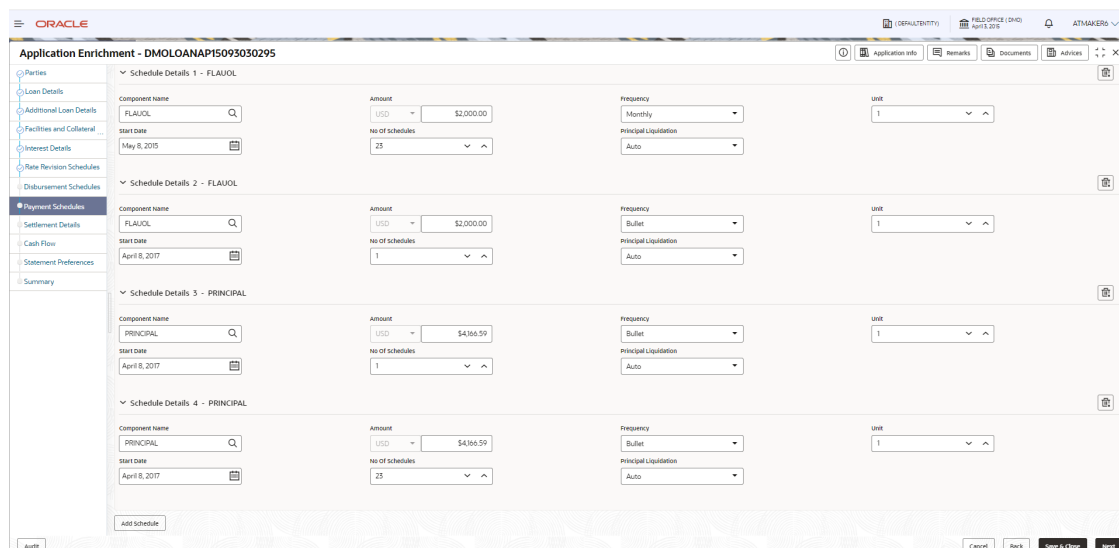 ORACLE
(DEFAULTENTITY)
FIELD OFFICE ( DMO)
April 3, 2015
ATMAKER6
Application Enrichment - DMOLOANAP15093030295
Application Info
Remarks
Documents
Advices
Parties
Loan Details
Additional Loan Details
Facilities and Collateral ...
Interest Details
Rate Revision Schedules
Disbursement Schedules
Payment Schedules
Settlement Details
Cash Flow
Statement Preferences
Summary
Schedule Details 1 - FLAUOL
Component Name Amount Frequency Unit
FLAUOL USD $2,000.00 Monthly 1
Start Date No Of Schedules Principal Liquidation
May 8, 2015 23 Auto
Schedule Details 2 - FLAUOL
Component Name Amount Frequency Unit
FLAUOL USD $2,000.00 Bullet 1
Start Date No Of Schedules Principal Liquidation
April 8, 2017 1 Auto
Schedule Details 3 - PRINCIPAL
Component Name Amount Frequency Unit
PRINCIPAL USD $4,166.59 Bullet 1
Start Date No Of Schedules Principal Liquidation
April 8, 2017 1 Auto
Schedule Details 4 - PRINCIPAL
Component Name Amount Frequency Unit
PRINCIPAL USD $4,166.59 Bullet 1
Start Date No Of Schedules Principal Liquidation
April 8, 2017 23 Auto
Add Schedule
Audit
Cancel
Back
Save & Close
Next